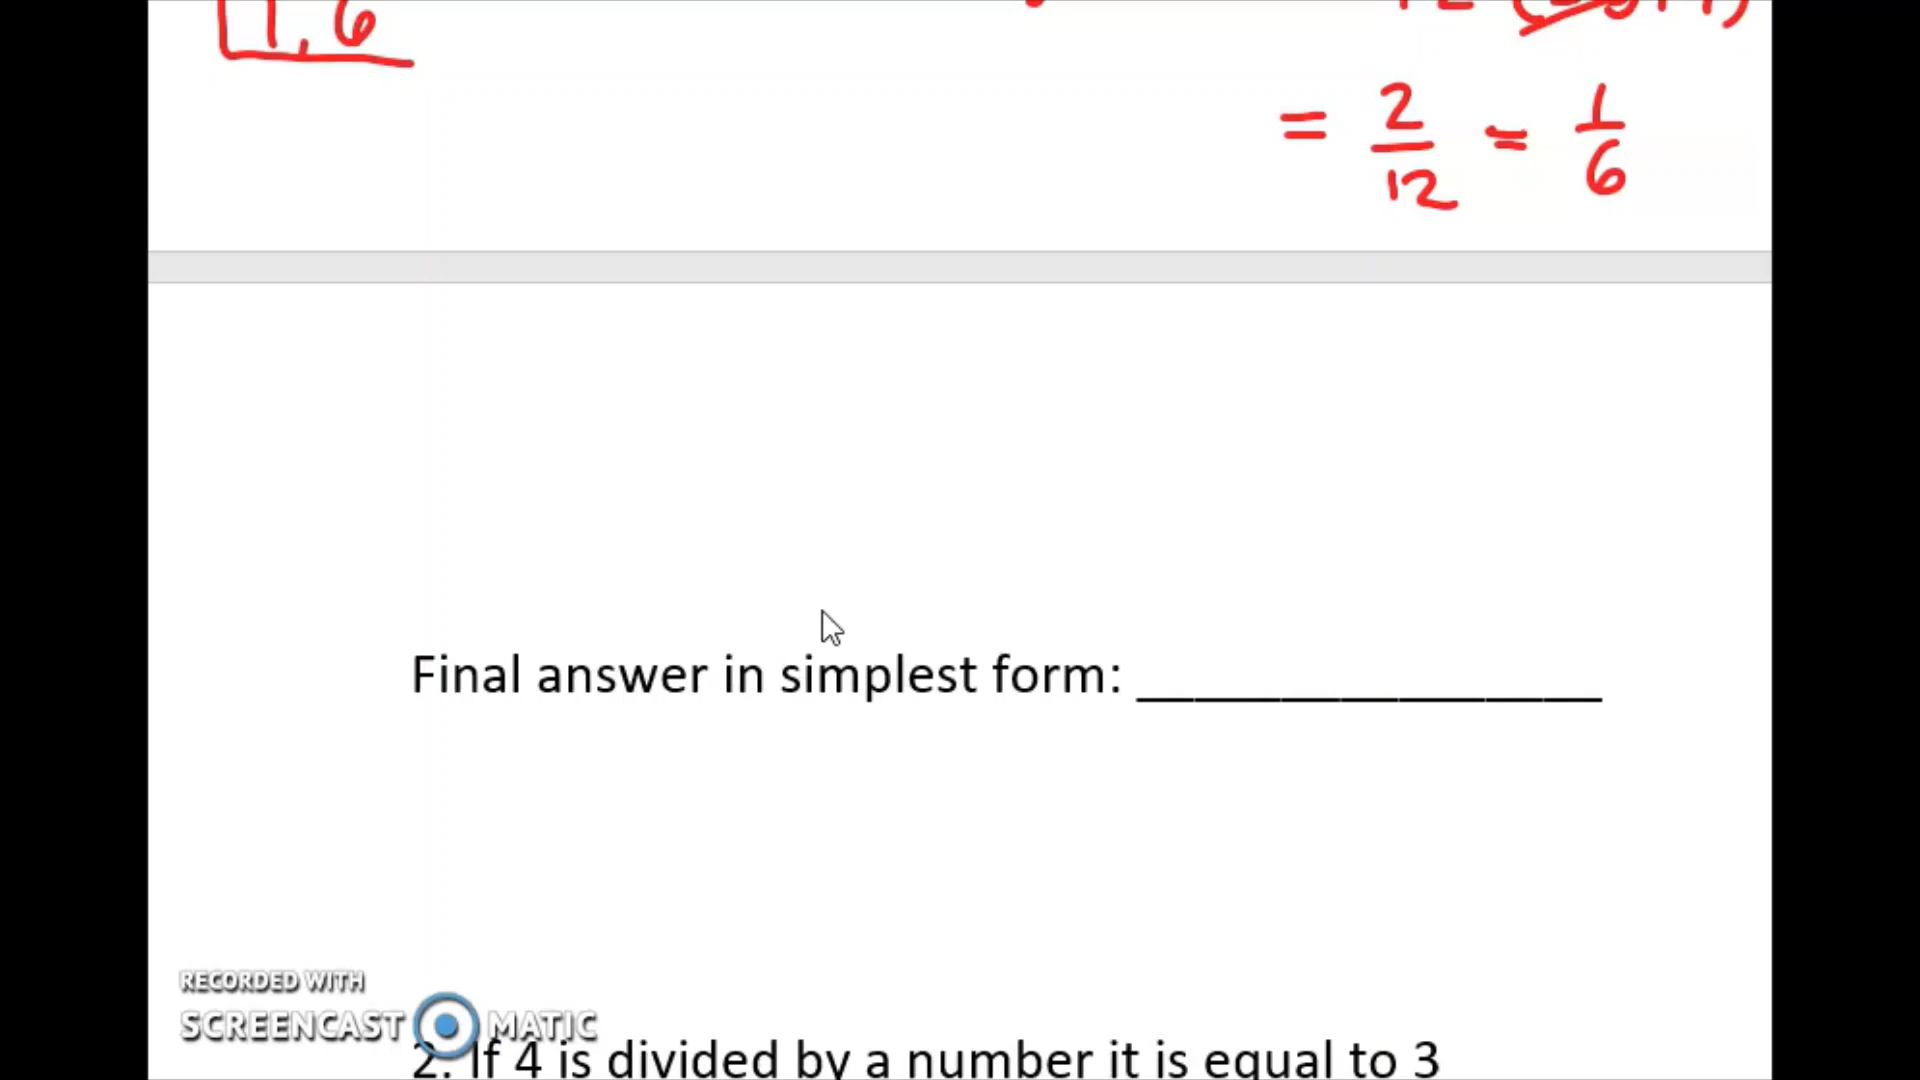 1, 6
= 2/12 = 1/6
Final answer in simplest form: ________________
RECORDED WITH
SCREENCAST MATIC
2. If 4 is divided by a number it is equal to 3